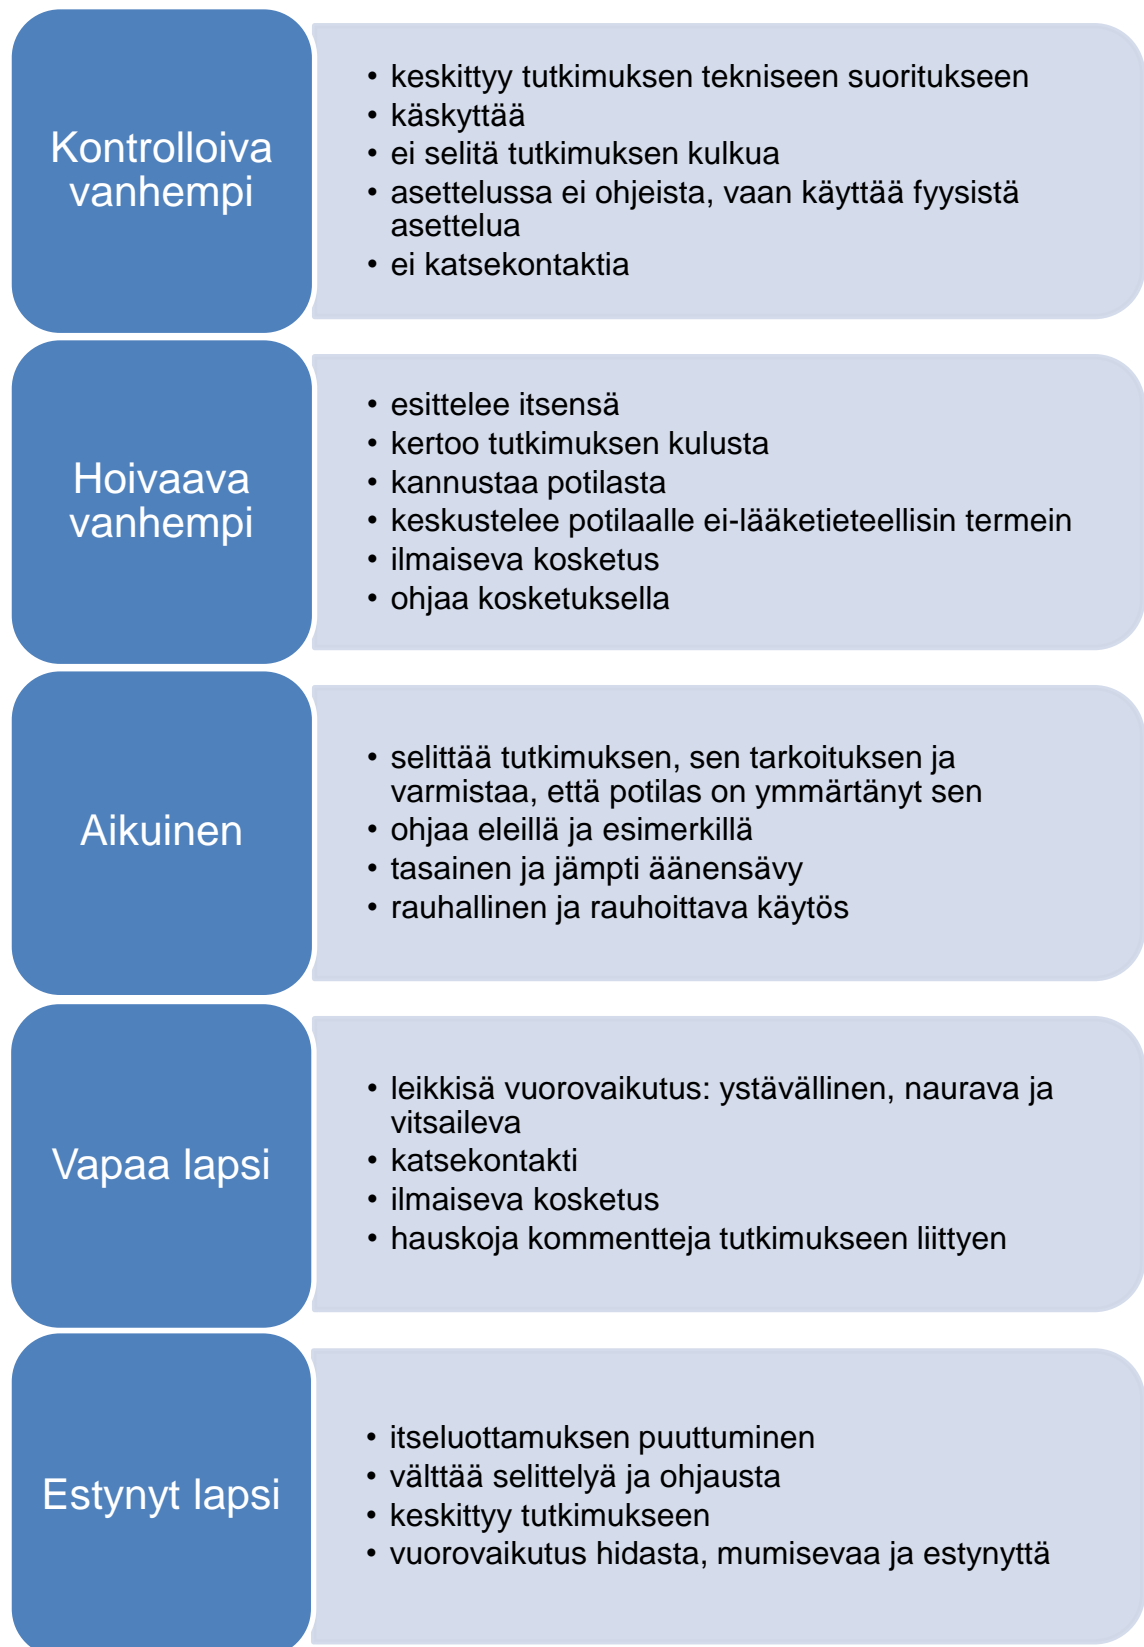 Kontrolloiva
vanhempi
• keskittyy tutkimuksen tekniseen suoritukseen
• käskyttää
• ei selitä tutkimuksen kulkua
• asettelussa ei ohjeista, vaan käyttää fyysistä
asettelua
• ei katsekontaktia
Hoivaava
vanhempi
• esittelee itsensä
• kertoo tutkimuksen kulusta
• kannustaa potilasta
• keskustelee potilaalle ei-lääketieteellisin termein
• ilmaiseva kosketus
• ohjaa kosketuksella
Aikuinen
• selittää tutkimuksen, sen tarkoituksen ja
varmistaa, että potilas on ymmärtänyt sen
• ohjaa eleillä ja esimerkillä
• tasainen ja jämpti äänensävy
• rauhallinen ja rauhoittava käytös
Vapaa lapsi
• leikkisä vuorovaikutus: ystävällinen, naurava ja
vitsaileva
• katsekontakti
• ilmaiseva kosketus
• hauskoja kommentteja tutkimukseen liittyen
Estynyt lapsi
• itseluottamuksen puuttuminen
• välttää selittelyä ja ohjausta
• keskittyy tutkimukseen
• vuorovaikutus hidasta, mumisevaa ja estynyttä